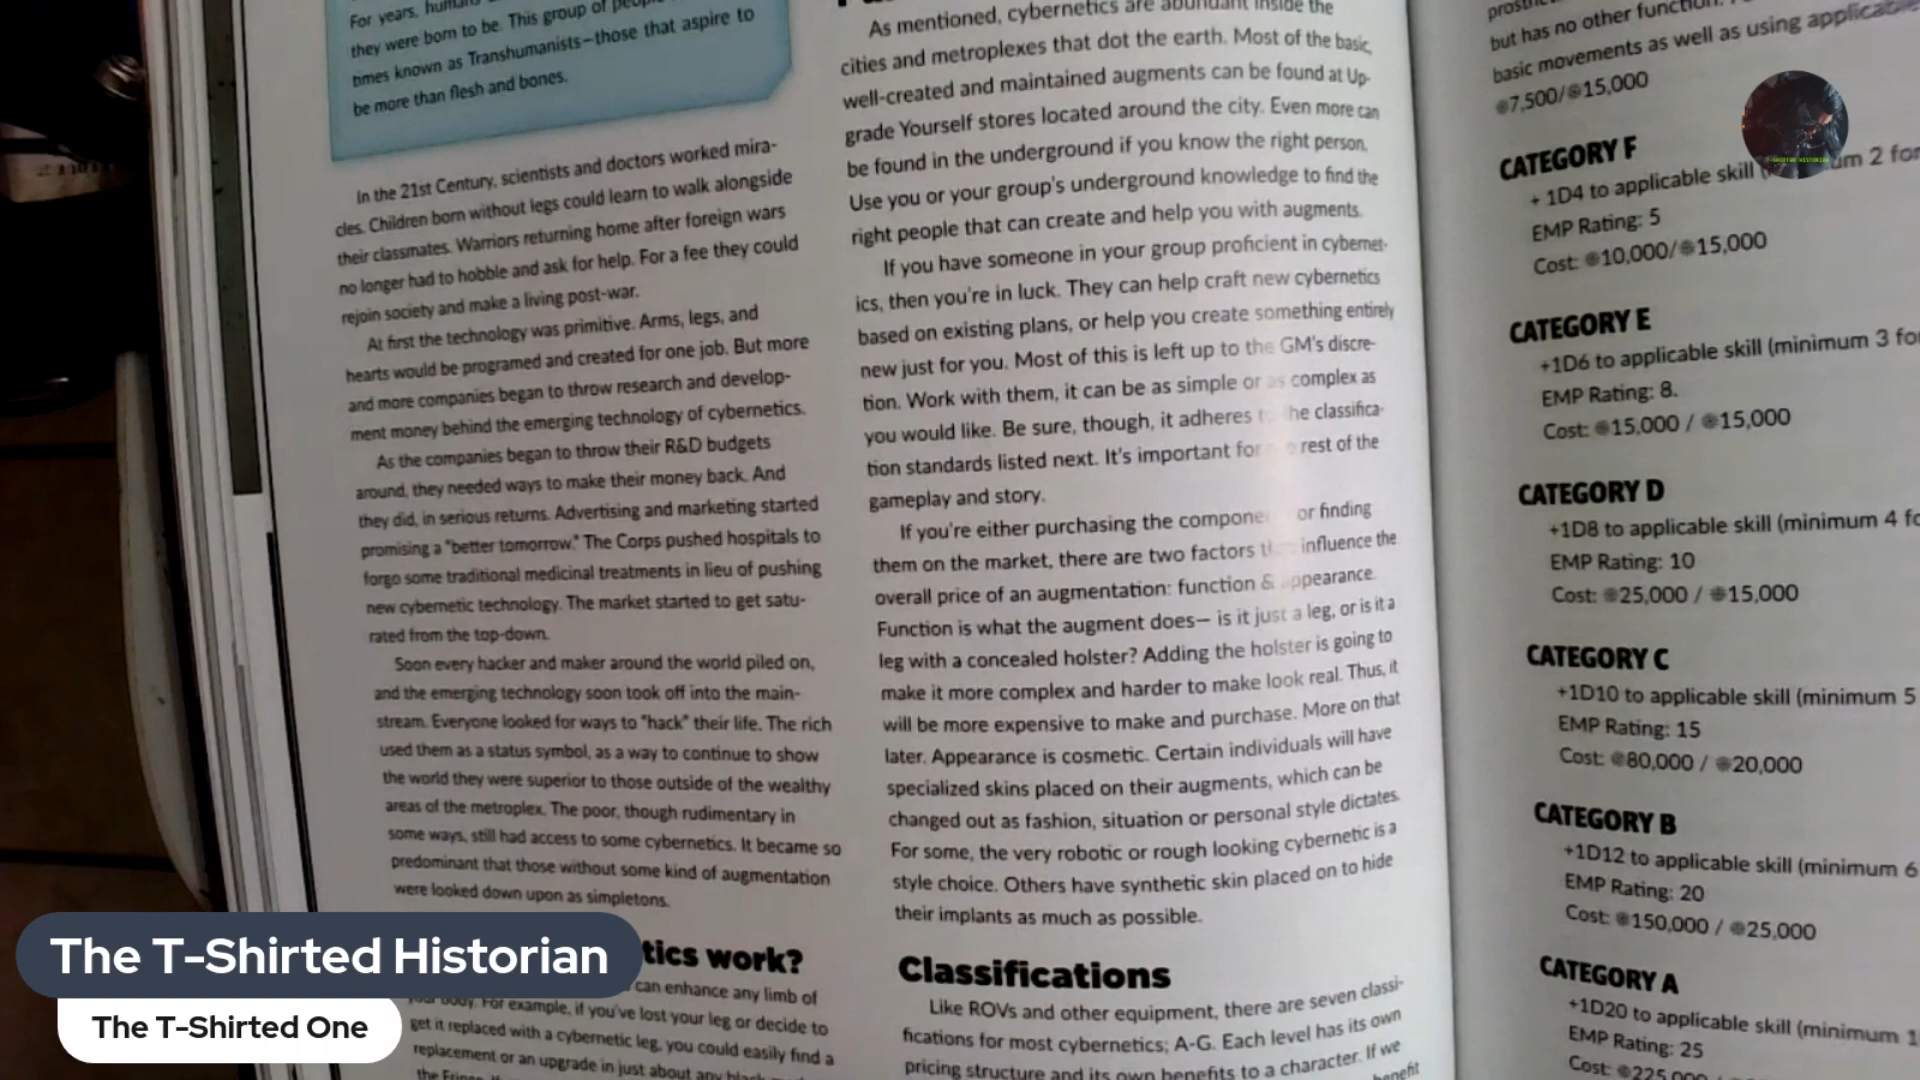 For years, humans
they were born to be. This group of people
times known as Transhumanists—those that aspire to
be more than flesh and bones.
In the 21st Century, scientists and doctors worked mira-
cles. Children born without legs could learn to walk alongside
their classmates. Warriors returning home after foreign wars
no longer had to hobble and ask for help. For a fee they could
rejoin society and make a living post-war.
At first the technology was primitive. Arms, legs, and
hearts would be programed and created for one job. But more
and more companies began to throw research and develop-
ment money behind the emerging technology of cybernetics.
As the companies began to throw their R&D budgets
around, they needed ways to make their money back. And
they did, in serious returns. Advertising and marketing started
promising a "better tomorrow." The Corps pushed hospitals to
forgo some traditional medicinal treatments in lieu of pushing
new cybernetic technology. The market started to get satu-
rated from the top-down.
Soon every hacker and maker around the world piled on,
and the emerging technology soon took off into the main-
stream. Everyone looked for ways to "hack" their life. The rich
used them as a status symbol, as a way to continue to show
the world they were superior to those outside of the wealthy
areas of the metroplex. The poor, though rudimentary in
some ways, still had access to some cybernetics. It became so
predominant that those without some kind of augmentation
were looked down upon as simpletons.
tics work?
can enhance any limb of
your body. For example, if you've lost your leg or decide to
get it replaced with a cybernetic leg, you could easily find a
replacement or an upgrade in just about any black
the Fringe.
As mentioned, cybernetics are abundant inside the
cities and metroplexes that dot the earth. Most of the basic,
well-created and maintained augments can be found at Up-
grade Yourself stores located around the city. Even more can
be found in the underground if you know the right person.
Use you or your group's underground knowledge to find the
right people that can create and help you with augments.
If you have someone in your group proficient in cybernet-
ics, then you're in luck. They can help craft new cybernetics
based on existing plans, or help you create something entirely
new just for you. Most of this is left up to the GM's discre-
tion. Work with them, it can be as simple or as complex as
you would like. Be sure, though, it adheres to the classifica-
tion standards listed next. It's important for rest of the
gameplay and story.
If you're either purchasing the compone or finding
them on the market, there are two factors influence the
overall price of an augmentation: function & appearance.
Function is what the augment does— is it just a leg, or is it a
leg with a concealed holster? Adding the holster is going to
make it more complex and harder to make look real. Thus, it
will be more expensive to make and purchase. More on that
later. Appearance is cosmetic. Certain individuals will have
specialized skins placed on their augments, which can be
changed out as fashion, situation or personal style dictates.
For some, the very robotic or rough looking cybernetic is a
style choice. Others have synthetic skin placed on to hide
their implants as much as possible.
Classifications
Like ROVs and other equipment, there are seven classi-
fications for most cybernetics; A-G. Each level has its own
pricing structure and its own benefits to a character. If we
benefit
but has no other function.
basic movements as well as using applicable
7,500/15,000
CATEGORY F
+ 1D4 to applicable skill um 2 for
EMP Rating: 5
Cost: 10,000/15,000
CATEGORY E
+1D6 to applicable skill (minimum 3 for
EMP Rating: 8.
Cost: 15,000 / 15,000
CATEGORY D
+1D8 to applicable skill (minimum 4 fo
EMP Rating: 10
Cost: 25,000 / 15,000
CATEGORY C
+1D10 to applicable skill (minimum 5
EMP Rating: 15
Cost: 80,000 / 20,000
CATEGORY B
+1D12 to applicable skill (minimum 6
EMP Rating: 20
Cost: 150,000 / 25,000
CATEGORY A
+1D20 to applicable skill (minimum 1
EMP Rating: 25
Cost: 225,000
T-SHIRTED HISTORIAN
The T-Shirted Historian
The T-Shirted One